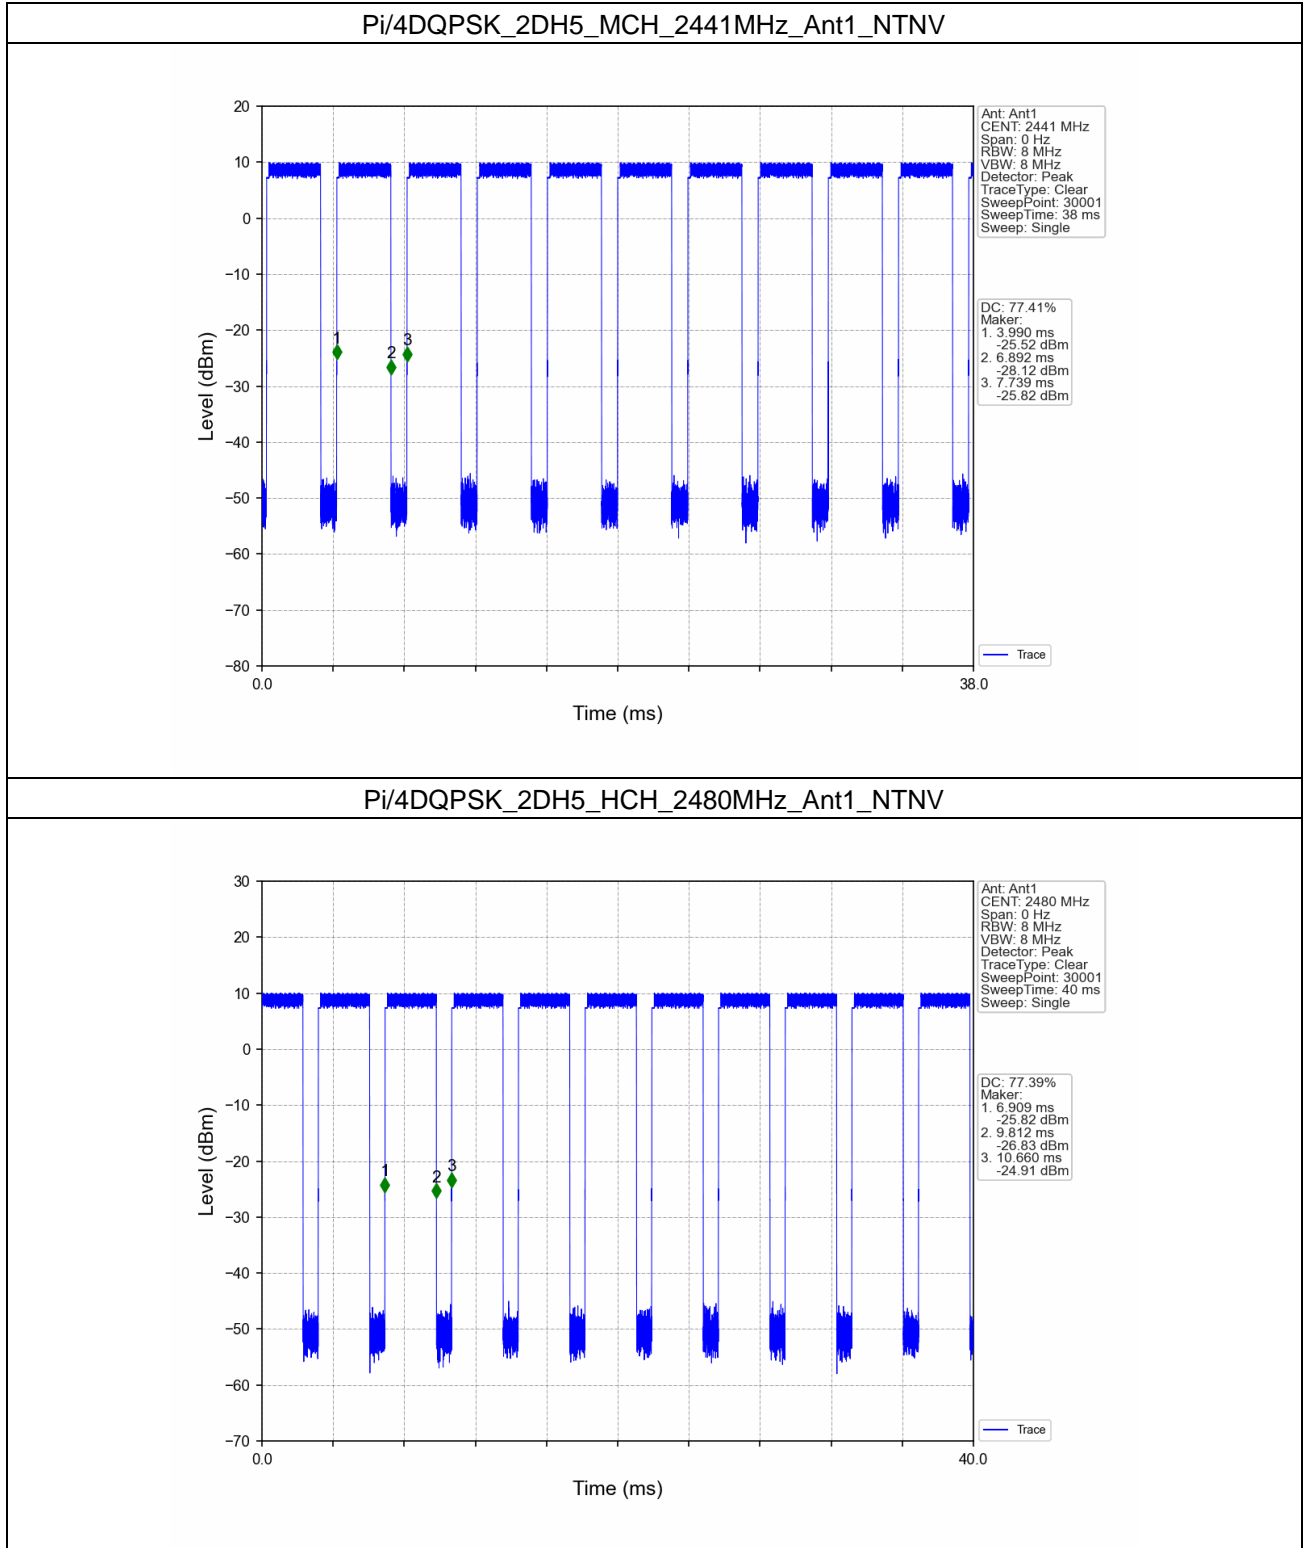 Pi/4DQPSK_2DH5_MCH_2441MHz_Ant1_NTNV
20
10
0
−10
−20
−30
−40
−50
−60
−70
−80
Level (dBm)
1
2
3
0.0
38.0
Time (ms)
Ant: Ant1
CENT: 2441 MHz
Span: 0 Hz
RBW: 8 MHz
VBW: 8 MHz
Detector: Peak
TraceType: Clear
SweepPoint: 30001
SweepTime: 38 ms
Sweep: Single
DC: 77.41%
Maker:
1. 3.990 ms
-25.52 dBm
2. 6.892 ms
-28.12 dBm
3. 7.739 ms
-25.82 dBm
Trace
Pi/4DQPSK_2DH5_HCH_2480MHz_Ant1_NTNV
30
20
10
0
−10
−20
−30
−40
−50
−60
−70
Level (dBm)
1
2
3
0.0
40.0
Time (ms)
Ant: Ant1
CENT: 2480 MHz
Span: 0 Hz
RBW: 8 MHz
VBW: 8 MHz
Detector: Peak
TraceType: Clear
SweepPoint: 30001
SweepTime: 40 ms
Sweep: Single
DC: 77.39%
Maker:
1. 6.909 ms
-25.82 dBm
2. 9.812 ms
-26.83 dBm
3. 10.660 ms
-24.91 dBm
Trace